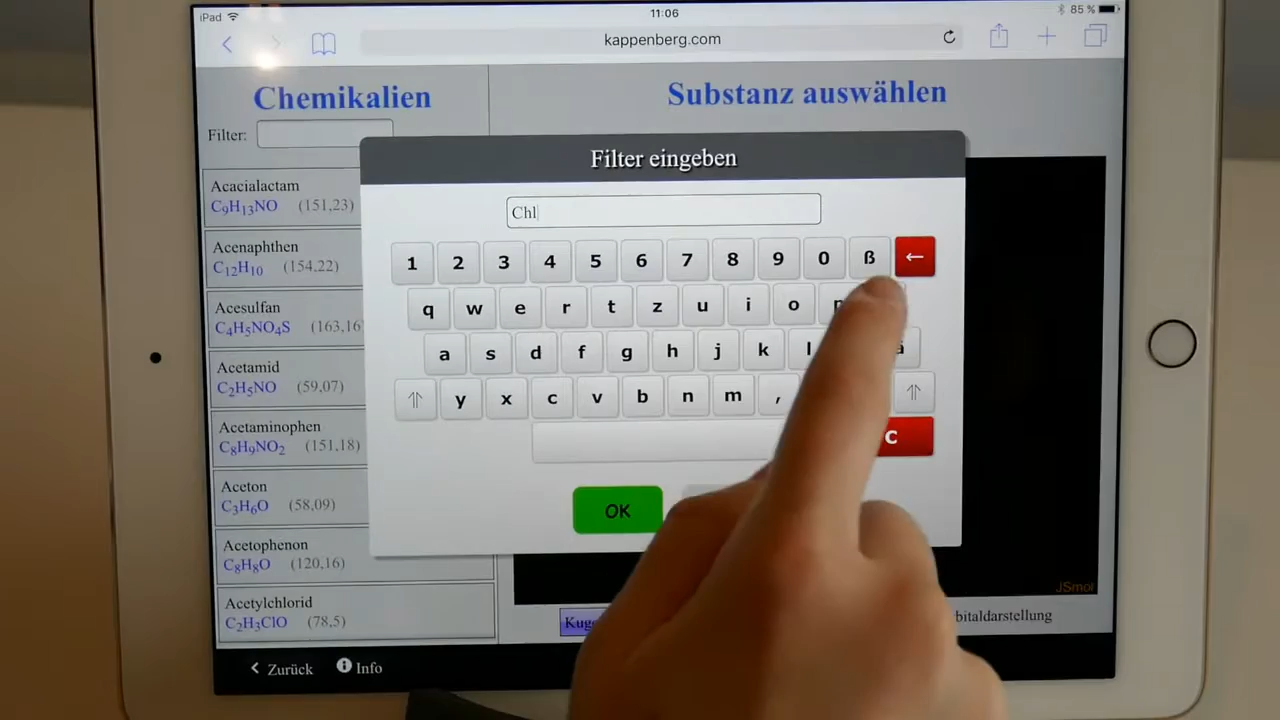 iPad 11:06 85 %
kappenberg.com
Chemikalien
Substanz auswählen
Filter:
Filter eingeben
Chl
1 2 3 4 5 6 7 8 9 0 ß ←
q w e r t z u i o
a s d f g h j k l ä
⇑ y x c v b n m , ⇑
C
OK
Acacialactam
C₉H₁₃NO (151,23)
Acenaphthen
C₁₂H₁₀ (154,22)
Acesulfan
C₄H₅NO₄S (163,16
Acetamid
C₂H₅NO (59,07)
Acetaminophen
C₈H₉NO₂ (151,18)
Aceton
C₃H₆O (58,09)
Acetophenon
C₈H₈O (120,16)
Acetylchlorid
C₂H₃ClO (78,5)
JSmol
Kug
bitaldarstellung
Zurück Info